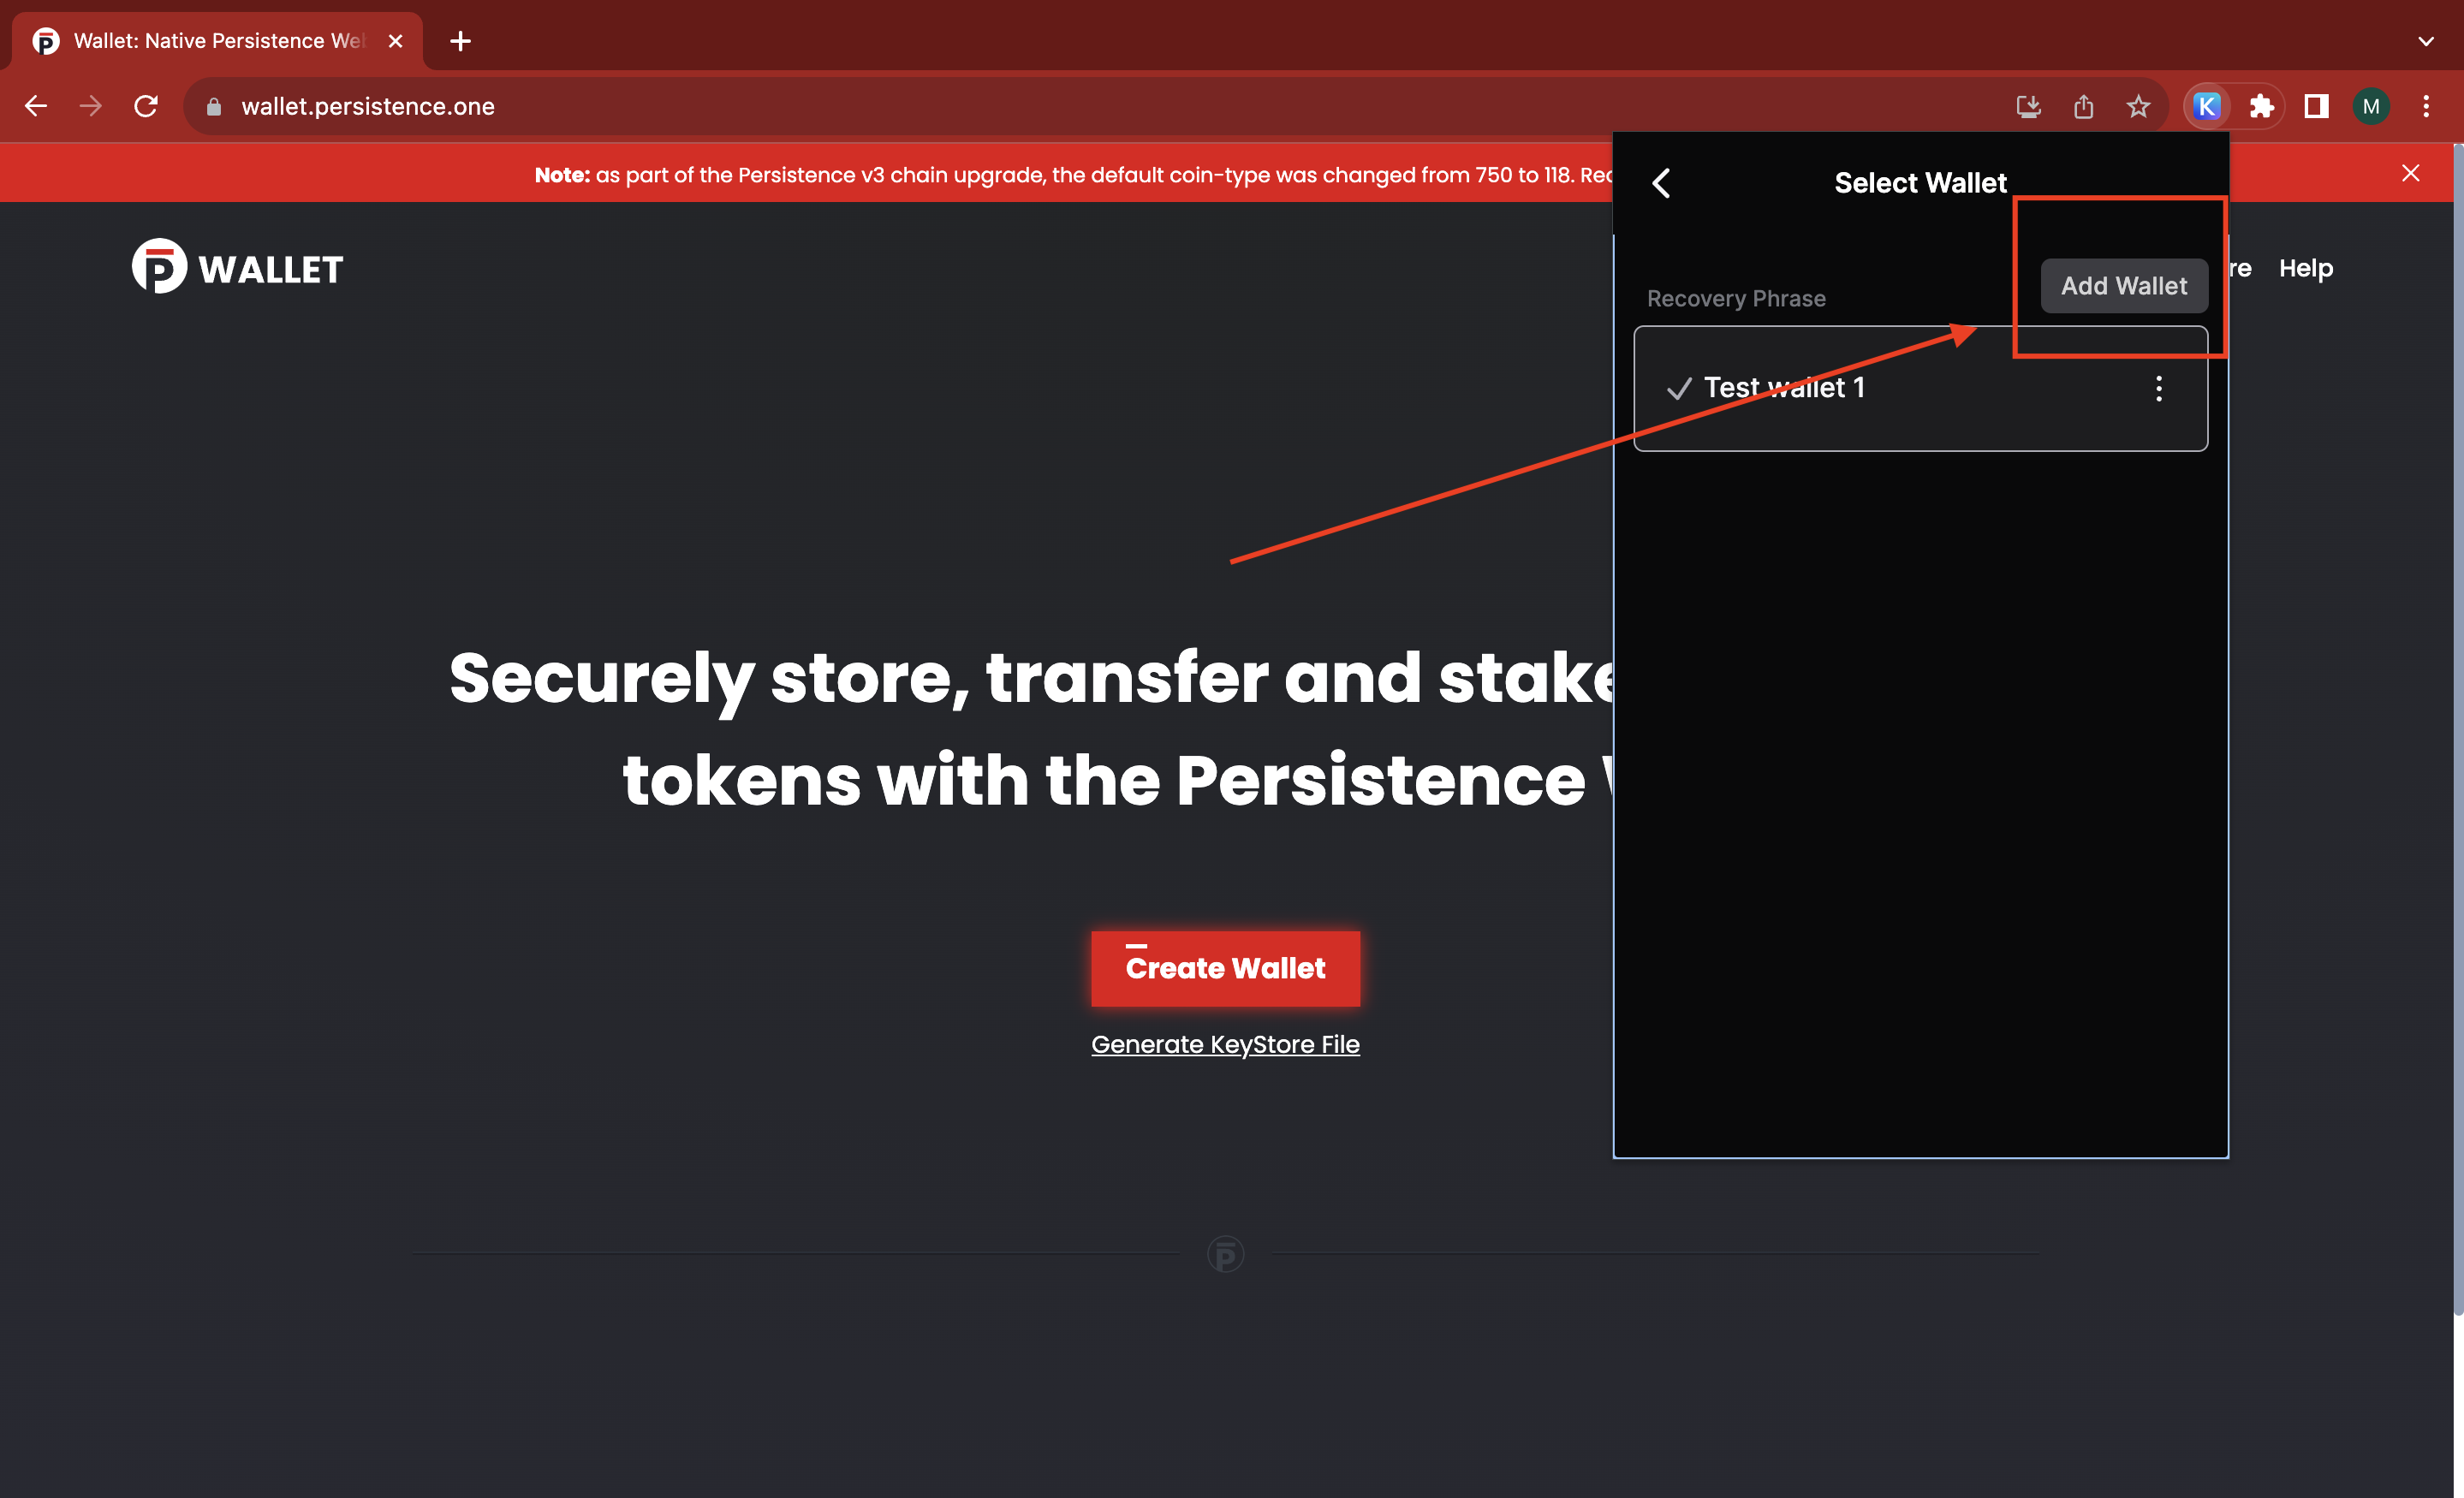 Wallet: Native Persistence We
wallet.persistence.one
K
M
Note: as part of the Persistence v3 chain upgrade, the default coin-type was changed from 750 to 118.
WALLET
Help
Select Wallet
Add Wallet
Recovery Phrase
Test wallet 1
Securely store, transfer and stake
tokens with the Persistence
Create Wallet
Generate KeyStore File